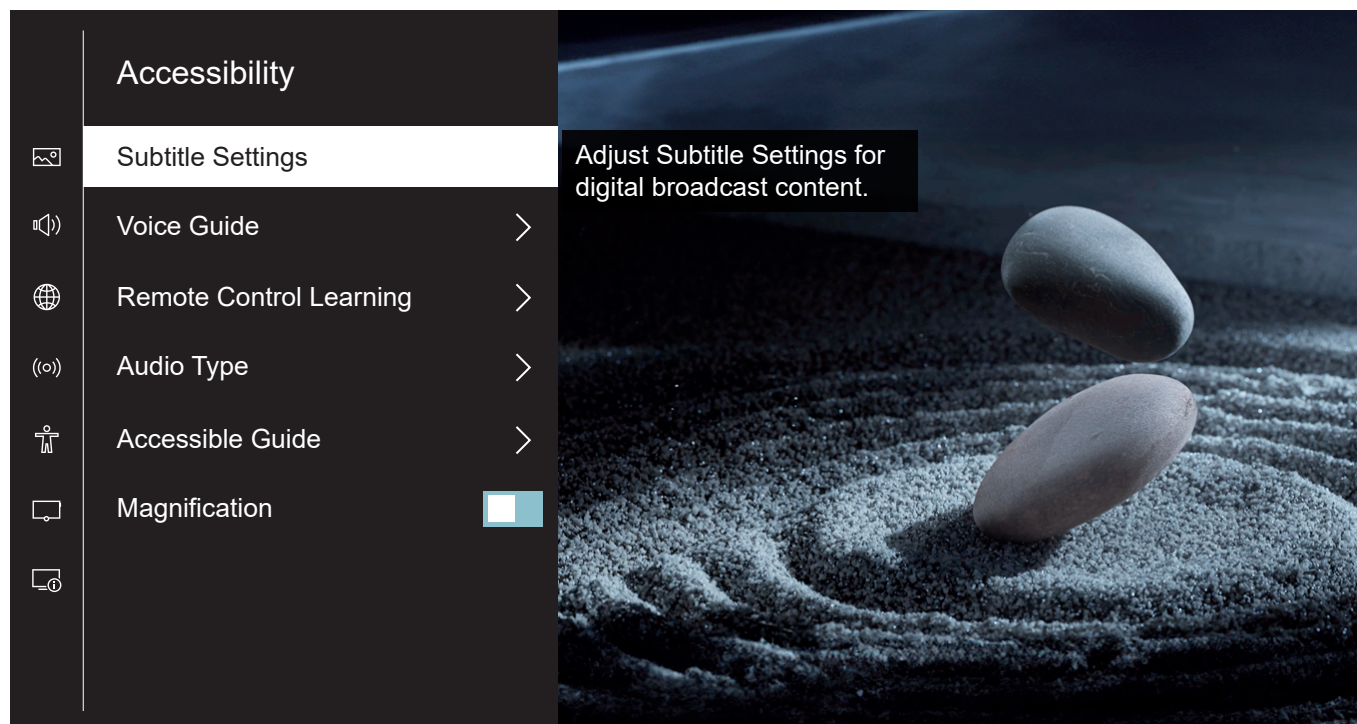 Accessibility
Subtitle Settings
Adjust Subtitle Settings for
digital broadcast content.
Voice Guide
Remote Control Learning
Audio Type
Accessible Guide
Magnification